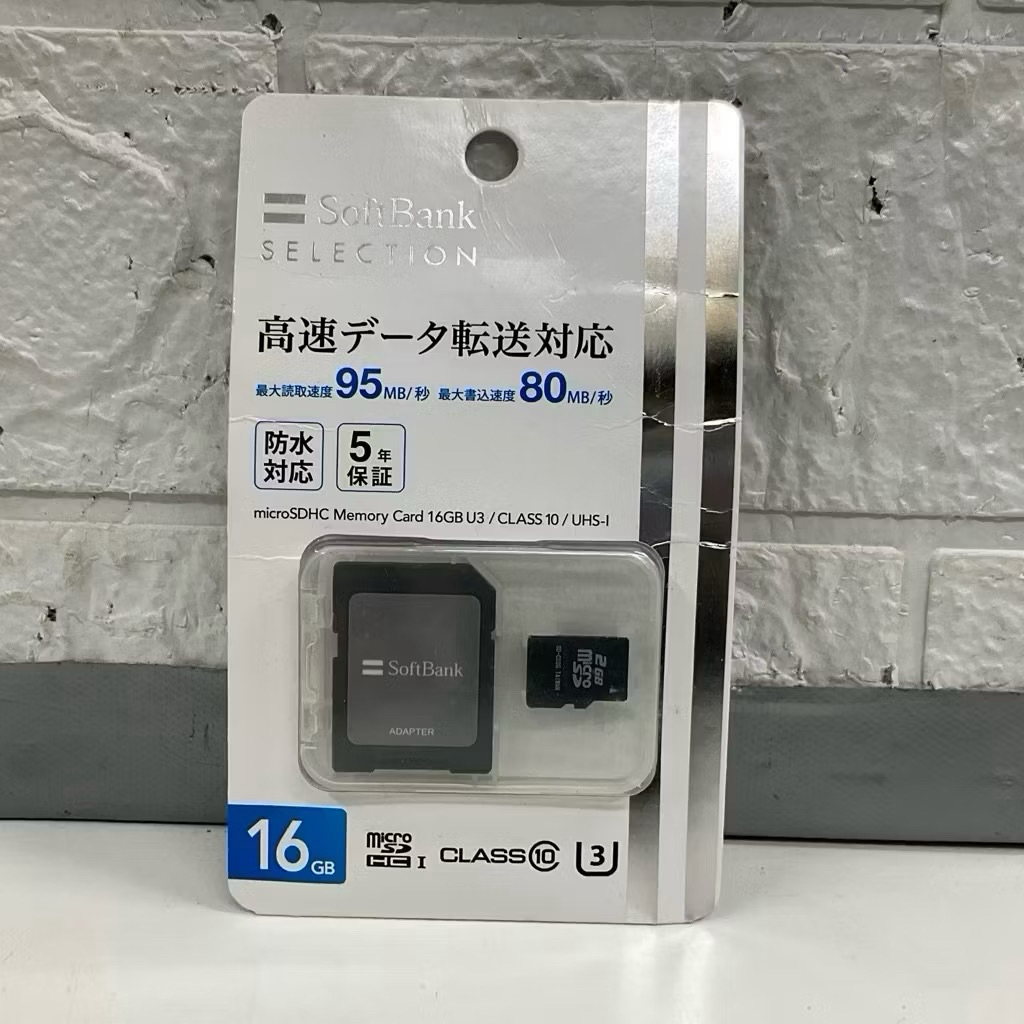 SoftBank
SELECTION
高速データ転送対応
最大読取速度 95MB/秒 最大書込速度 80MB/秒
防水
対応
5年
保証
microSDHC Memory Card 16GB U3 / CLASS 10 / UHS-I
SoftBank
ADAPTER
2GB
micro
SD
16GB
micro
SD
HC I
CLASS 10
3